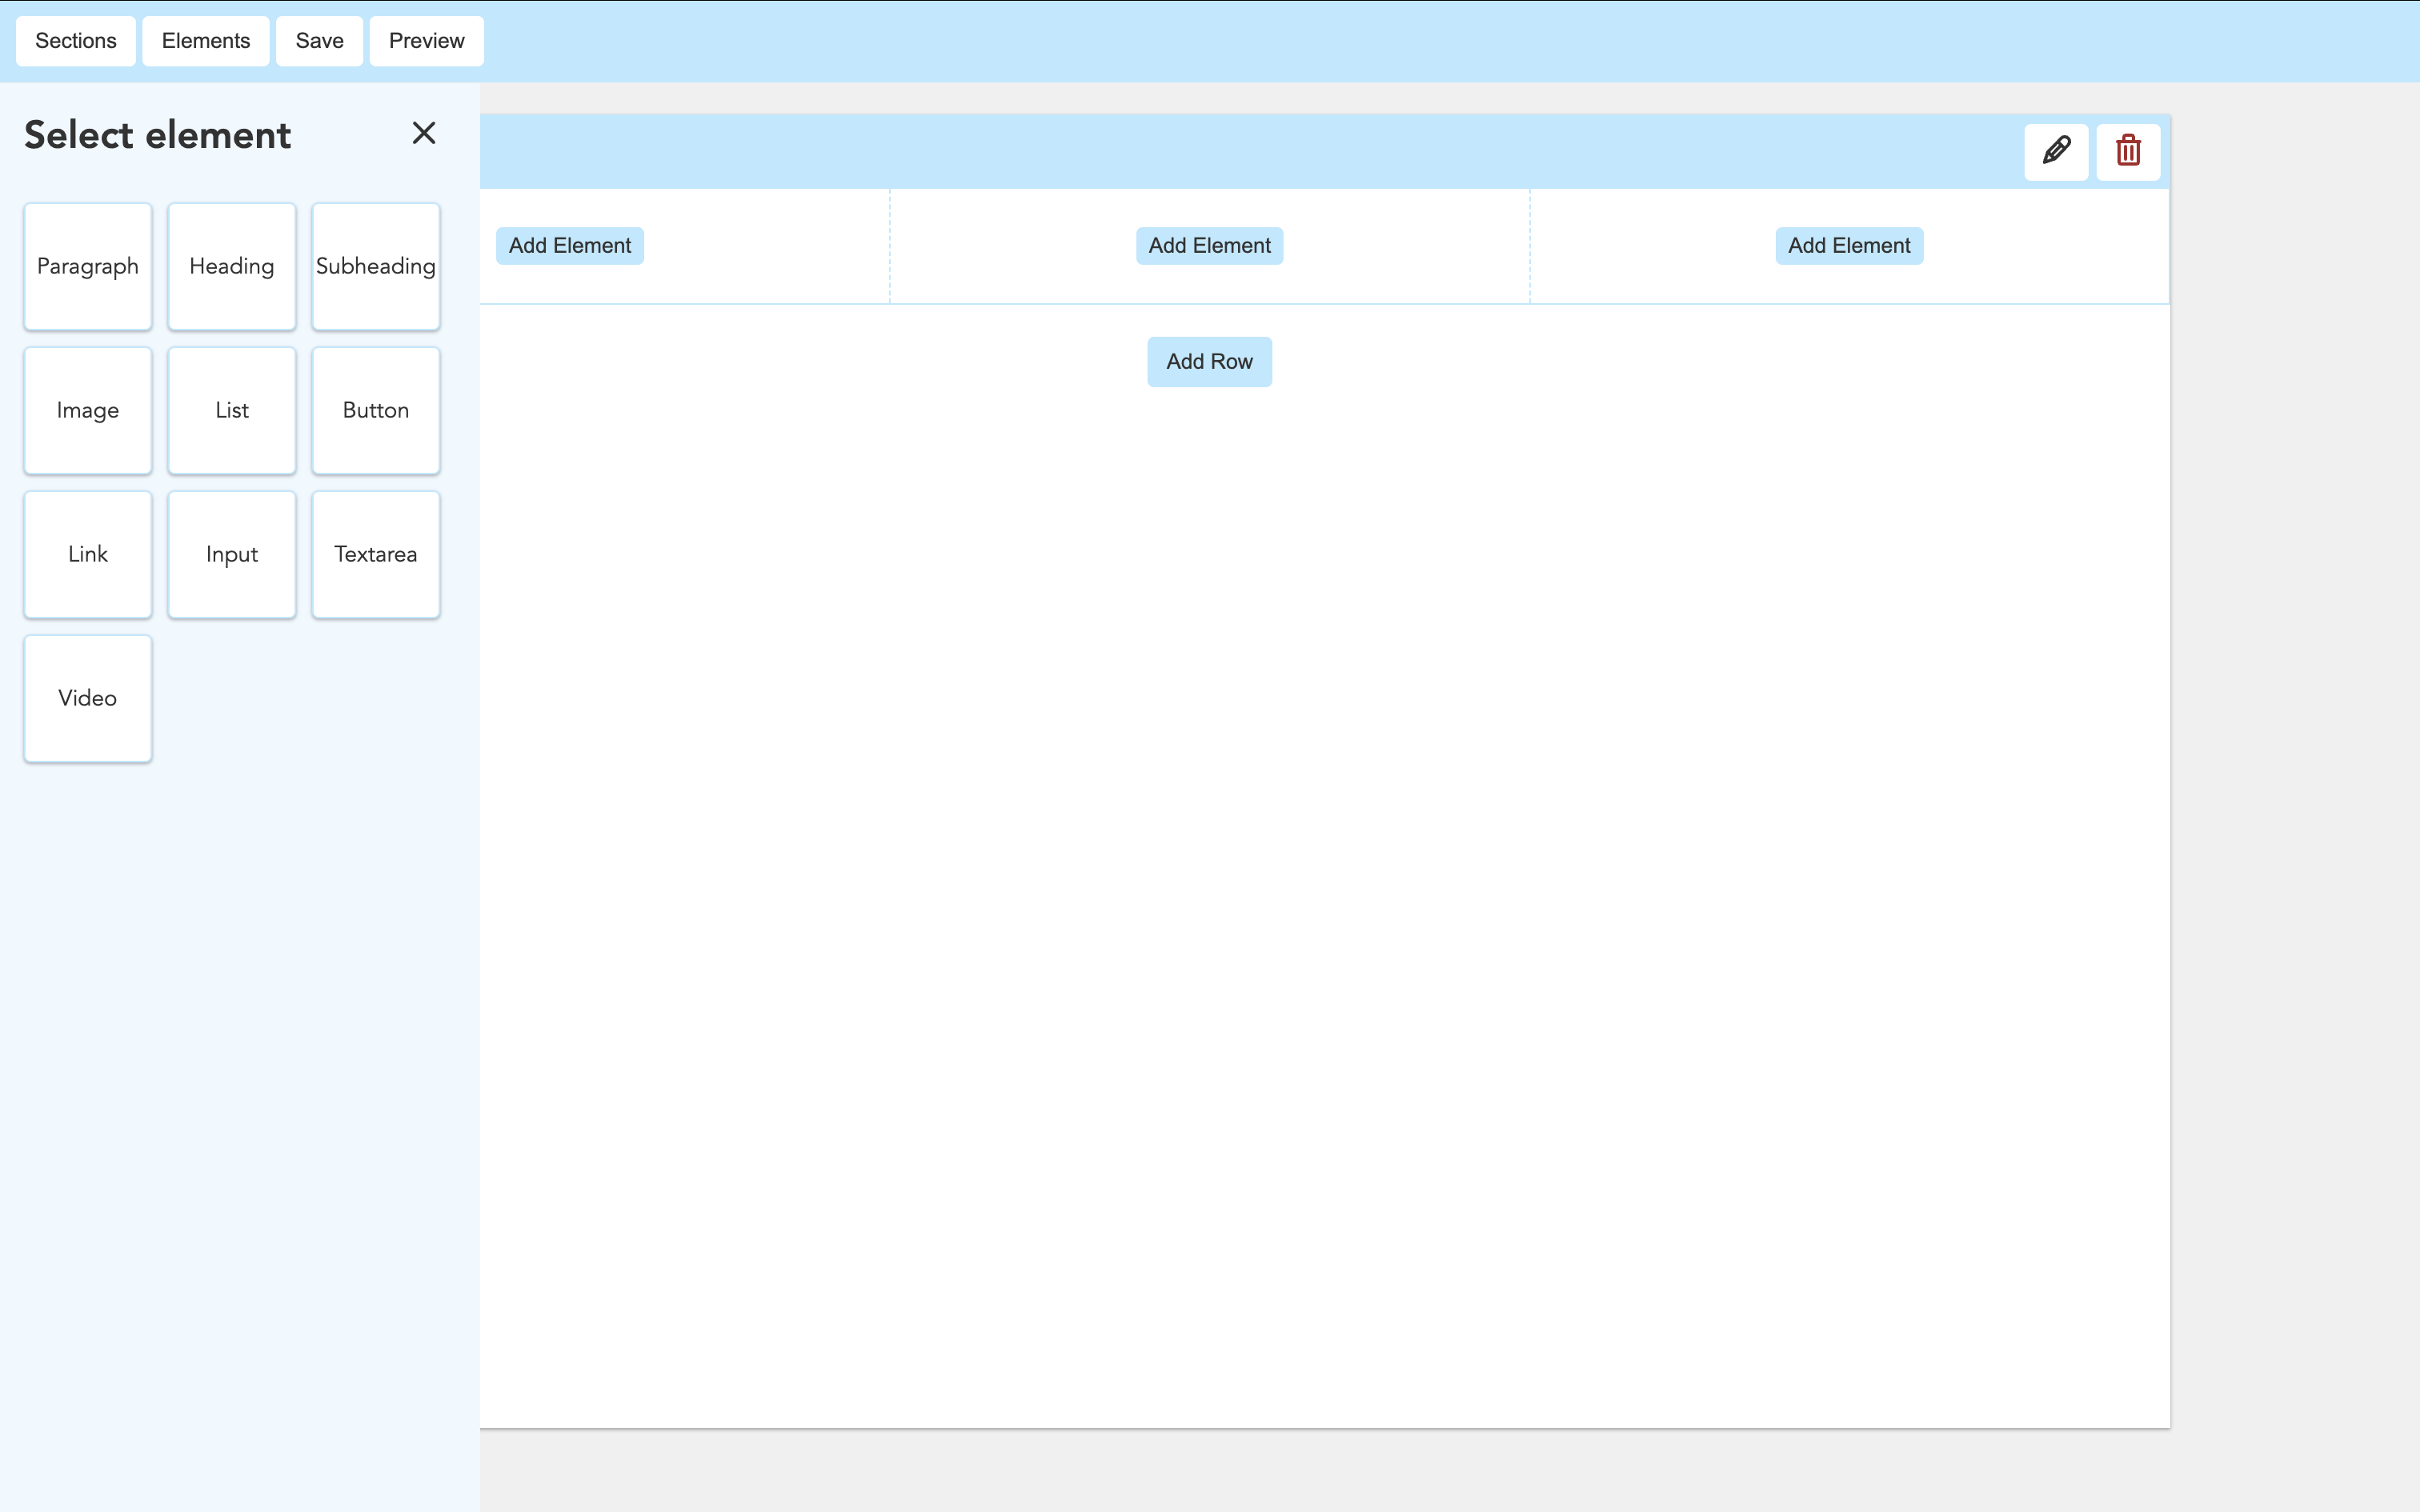 Sections Elements Save Preview
Select element
Paragraph Heading Subheading
Image List Button
Link Input Textarea
Video
Add Element Add Element Add Element
Add Row